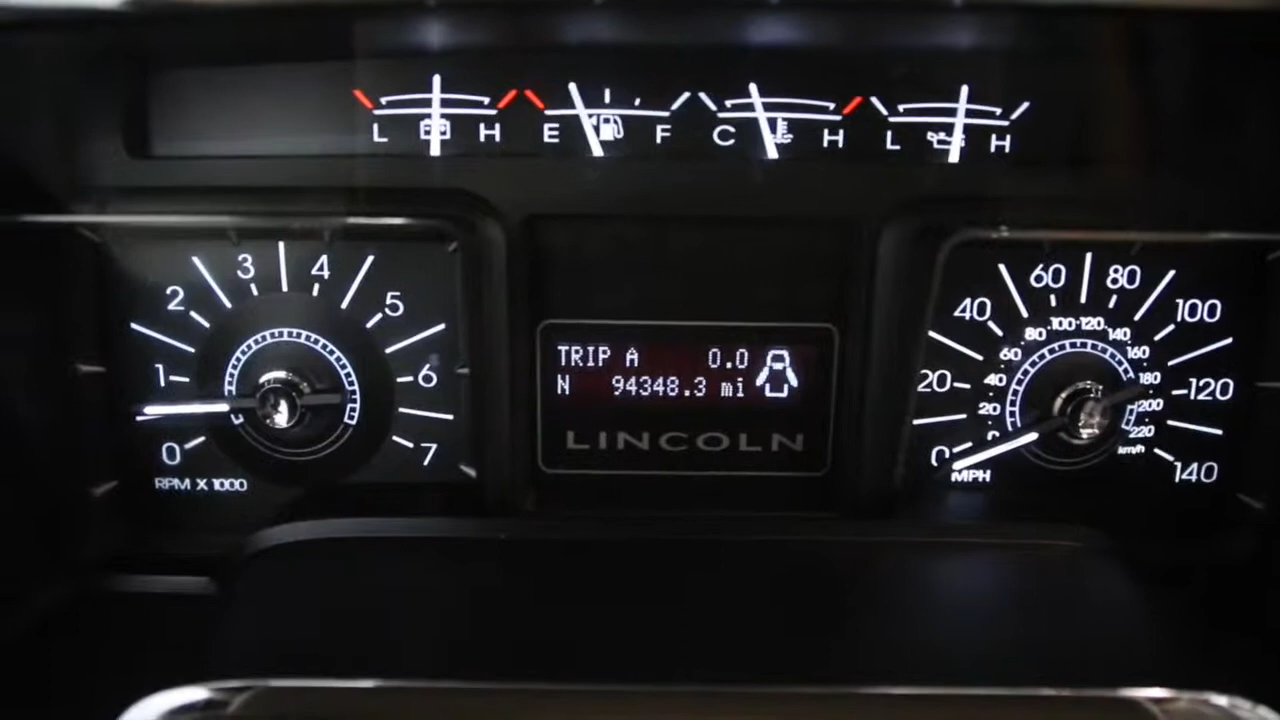 L H E F C H L H
0 1 2 3 4 5 6 7
RPM X 1000
TRIP A 0.0
N 94348.3 mi
LINCOLN
0 20 40 60 80 100 120 140
MPH
0 20 40 60 80 100 120 140 160 180 200 220
km/h